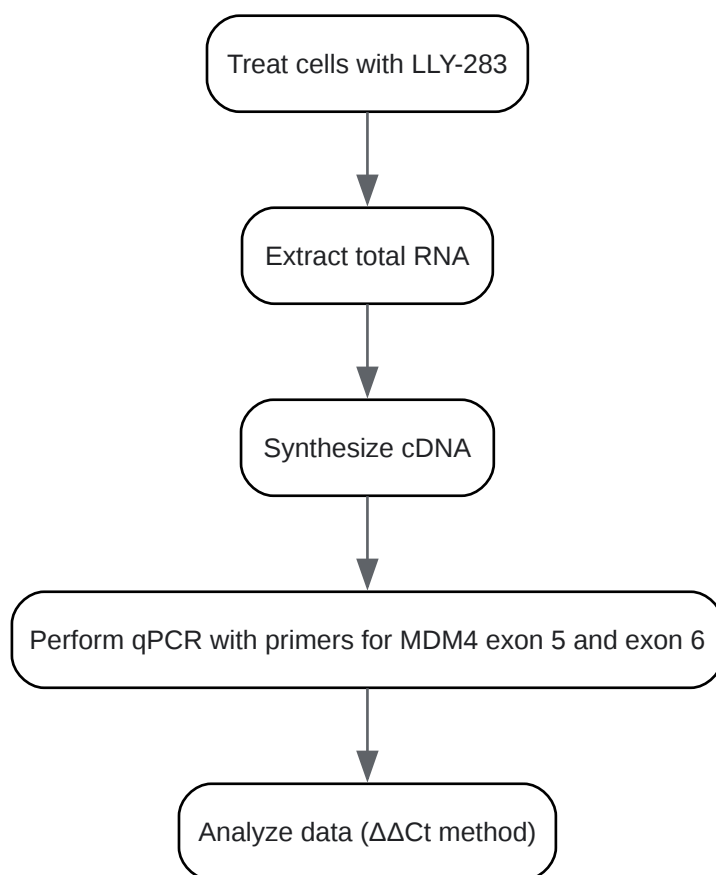 Treat cells with LLY-283
Extract total RNA
Synthesize cDNA
Perform qPCR with primers for MDM4 exon 5 and exon 6
Analyze data (ΔΔCt method)